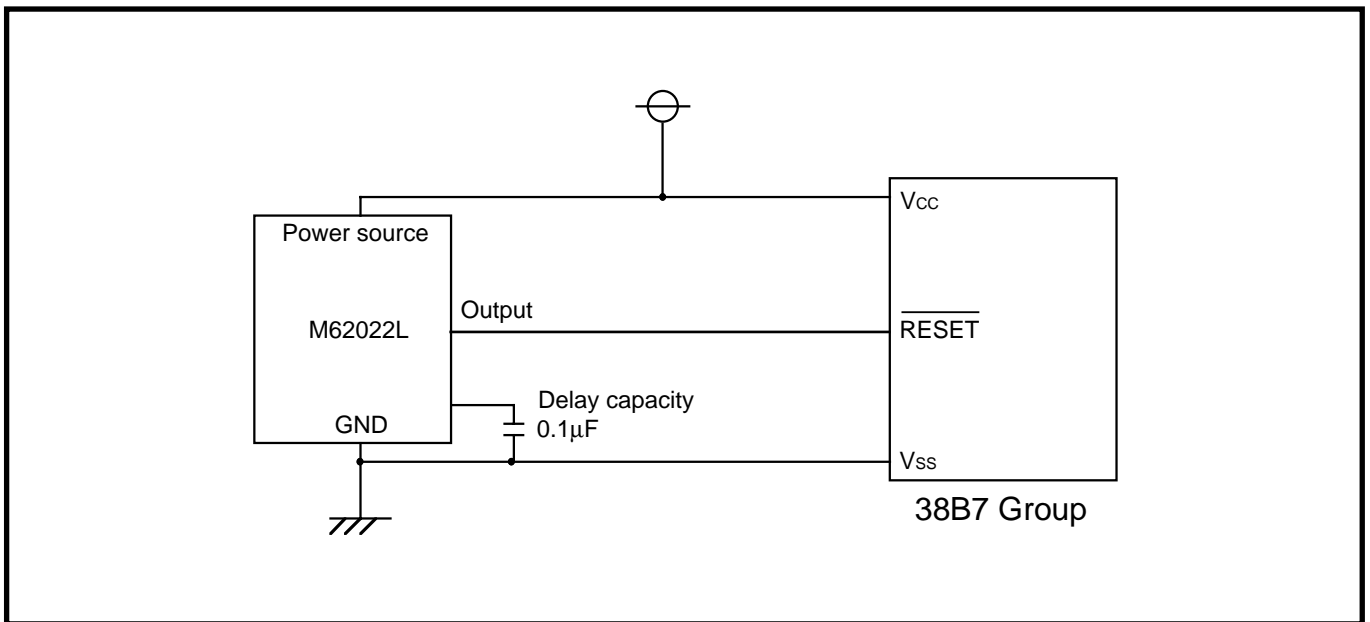 Vcc
Power source
Output
M62022L
RESET
Delay capacity
0.1μF
GND
Vss
38B7 Group